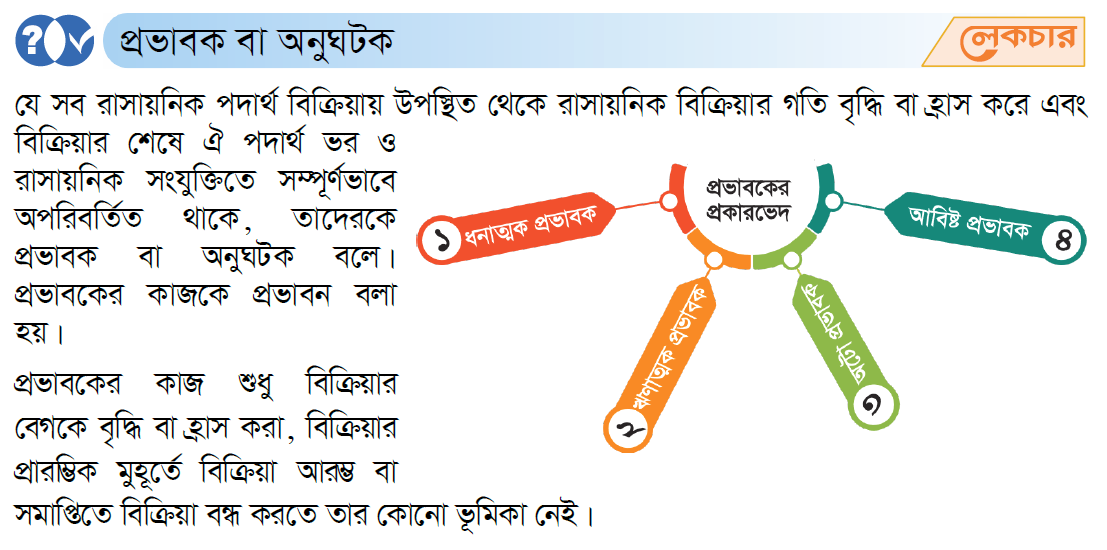 ?
প্রভাবক বা অনুঘটক
লেকচার
যে সব রাসায়নিক পদার্থ বিক্রিয়ায় উপস্থিত থেকে রাসায়নিক বিক্রিয়ার গতি বৃদ্ধি বা হ্রাস করে এবং
বিক্রিয়ার শেষে ঐ পদার্থ ভর ও
রাসায়নিক সংযুক্তিতে সম্পূর্ণভাবে
অপরিবর্তিত থাকে, তাদেরকে
প্রভাবক বা অনুঘটক বলে।
প্রভাবকের কাজকে প্রভাবন বলা
হয়।
প্রভাবকের কাজ শুধু বিক্রিয়ার
বেগকে বৃদ্ধি বা হ্রাস করা, বিক্রিয়ার
প্রারম্ভিক মুহূর্তে বিক্রিয়া আরম্ভ বা
সমাপ্তিতে বিক্রিয়া বন্ধ করতে তার কোনো ভূমিকা নেই।
প্রভাবকের
প্রকারভেদ
১ ধনাত্মক প্রভাবক
২ ঋণাত্মক প্রভাবক
৩ অটো প্রভাবক
আবিষ্ট প্রভাবক ৪